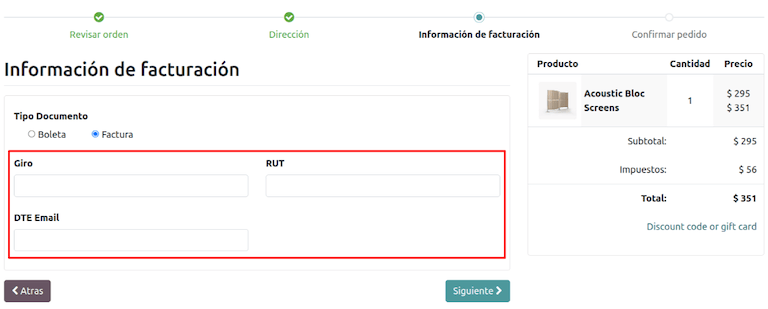 Revisar orden
Dirección
Información de facturación
Confirmar pedido
Información de facturación
Tipo Documento
Boleta
Factura
Giro
RUT
DTE Email
Atras
Siguiente
Producto Cantidad Precio
Acoustic Bloc 1 $ 295
Screens $ 351
Subtotal: $ 295
Impuestos: $ 56
Total: $ 351
Discount code or gift card